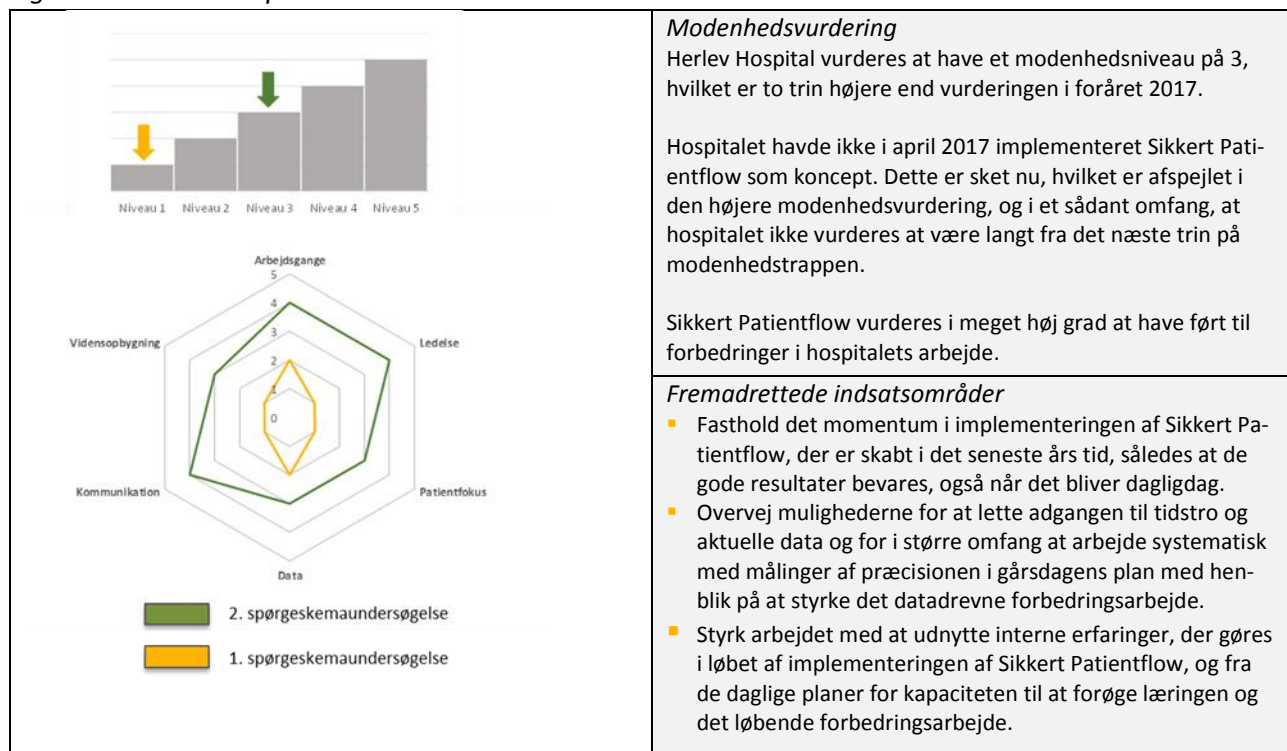 Niveau 1 Niveau 2 Niveau 3 Niveau 4 Niveau 5
Arbejdsgange
5
4
3
2
1
0
Vidensopbygning
Ledelse
Kommunikation
Patientfokus
Data
2. spørgeskemaundersøgelse
1. spørgeskemaundersøgelse
Modenhedsvurdering
Herlev Hospital vurderes at have et modenhedsniveau på 3,
hvilket er to trin højere end vurderingen i foråret 2017.
Hospitalet havde ikke i april 2017 implementeret Sikkert Pati-
entflow som koncept. Dette er sket nu, hvilket er afspejlet i
den højere modenhedsvurdering, og i et sådant omfang, at
hospitalet ikke vurderes at være langt fra det næste trin på
modenhedstrappen.
Sikkert Patientflow vurderes i meget høj grad at have ført til
forbedringer i hospitalets arbejde.
Fremadrettede indsatsområder
▪ Fasthold det momentum i implementeringen af Sikkert Pa-
tientflow, der er skabt i det seneste års tid, således at de
gode resultater bevares, også når det bliver dagligdag.
▪ Overvej mulighederne for at lette adgangen til tidstro og
aktuelle data og for i større omfang at arbejde systematisk
med målinger af præcisionen i gårsdagens plan med hen-
blik på at styrke det datadrevne forbedringsarbejde.
▪ Styrk arbejdet med at udnytte interne erfaringer, der gøres
i løbet af implementeringen af Sikkert Patientflow, og fra
de daglige planer for kapaciteten til at forøge læringen og
det løbende forbedringsarbejde.